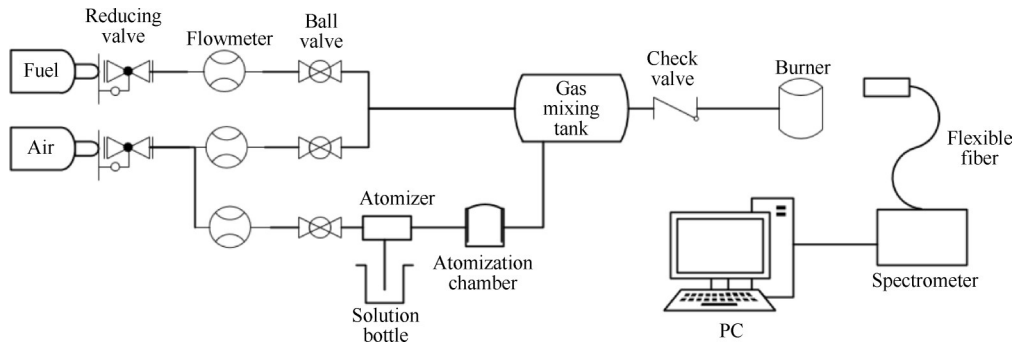 Reducing
valve
Flowmeter
Ball
valve
Fuel
Air
Gas
mixing
tank
Check
valve
Burner
Flexible
fiber
Atomizer
Atomization
chamber
Solution
bottle
Spectrometer
PC